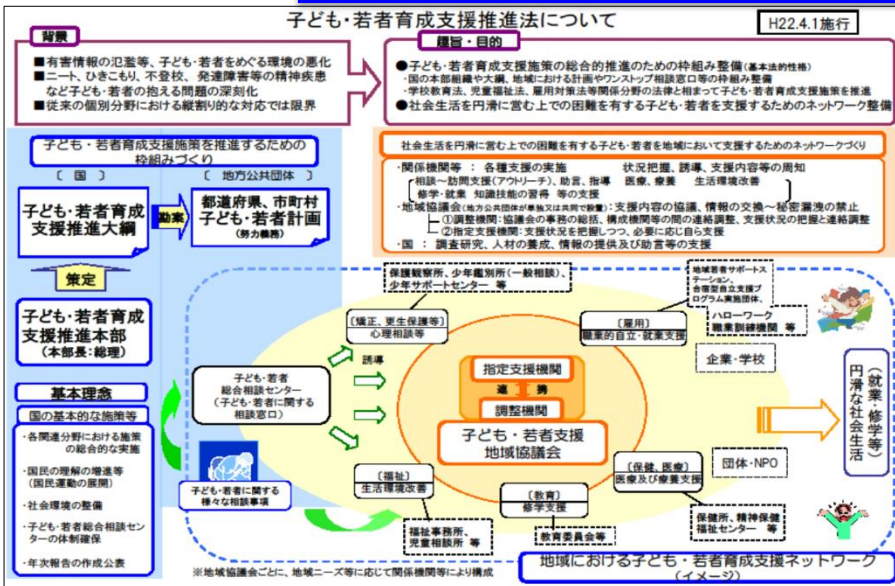 子ども・若者育成支援推進法について
H22.4.1施行
背景
■有害情報の氾濫等、子ども・若者をめぐる環境の悪化
■ニート、ひきこもり、不登校、発達障害等の精神疾患
など子ども・若者の抱える問題の深刻化
■従来の個別分野における縦割り的な対応では限界
趣旨・目的
●子ども・若者育成支援施策の総合的推進のための枠組み整備(基本法的性格)
・国の本部組織や大綱、地域における計画やワンストップ相談窓口等の枠組み整備
・学校教育法、児童福祉法、雇用対策法等関係分野の法律と相まって子ども・若者育成支援施策を推進
●社会生活を円滑に営む上での困難を有する子ども・若者を支援するためのネットワーク整備
子ども・若者育成支援施策を推進するための
枠組みづくり
〔 国 〕
〔 地方公共団体 〕
子ども・若者育成
支援推進大綱
勘案
都道府県、市町村
子ども・若者計画
(努力義務)
策定
子ども・若者育成
支援推進本部
(本部長:総理)
基本理念
国の基本的な施策等
・各関連分野における施策
の総合的な実施
・国民の理解の増進等
(国民運動の展開)
・社会環境の整備
・子ども・若者総合相談セン
ターの体制確保
・年次報告の作成公表
社会生活を円滑に営む上での困難を有する子ども・若者を地域において支援するためのネットワークづくり
・関係機関等 : 各種支援の実施 状況把握、誘導、支援内容等の周知
相談~訪問支援(アウトリーチ)、助言、指導 医療、療養 生活環境改善
修学・就業 知識技能の習得 等の支援
・地域協議会(地方公共団体が単独又は共同で設置):支援内容の協議、情報の交換~秘密漏洩の禁止
①調整機関:協議会の事務の総括、構成機関等の間の連絡調整、支援状況の把握と連絡調整
②指定支援機関:支援状況を把握しつつ、必要に応じ自ら支援
・国 : 調査研究、人材の養成、情報の提供及び助言等の支援
保護観察所、少年鑑別所(一般相談)、
少年サポートセンター 等
地域若者サポートス
テーション、
合宿型自立支援プ
ログラム実施団体、
ハローワーク
職業訓練機関 等
〔矯正、更生保護等〕
心理相談等
〔雇用〕
職業的自立・就業支援
企業・学校
誘導
子ども・若者
総合相談センター
(子ども・若者に関する
相談窓口)
指定支援機関
連 携
調整機関
子ども・若者支援
地域協議会
円滑な社会生活
(就業・修学等)
団体・NPO
子ども・若者に関する
様々な相談事項
〔福祉〕
生活環境改善
〔教育〕
修学支援
〔保健、医療〕
医療及び療養支援
福祉事務所、
児童相談所 等
教育委員会等
保健所、精神保健
福祉センター 等
※地域協議会ごとに、地域ニーズ等に応じて関係機関等により構成
地域における子ども・若者育成支援ネットワーク
(イメージ)